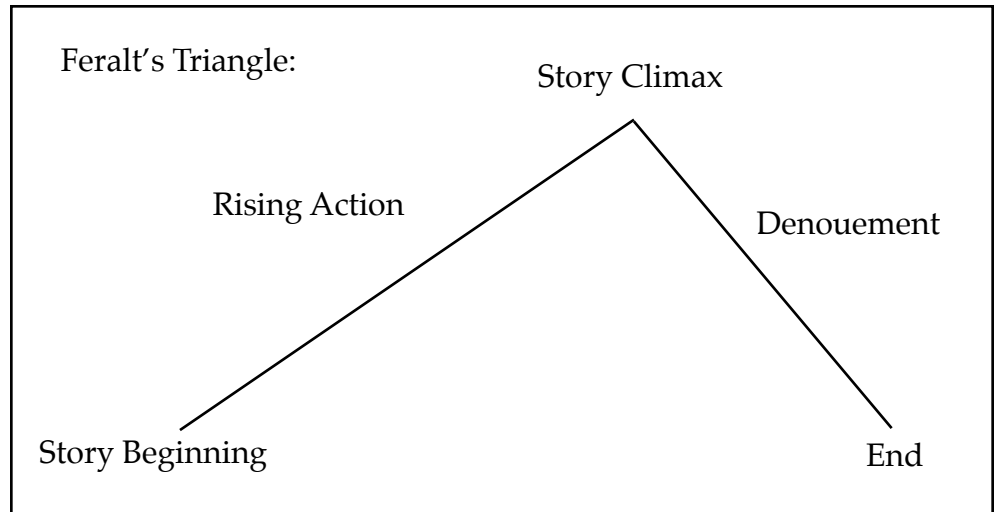 Feralt's Triangle:
Story Climax
Rising Action
Denouement
Story Beginning
End